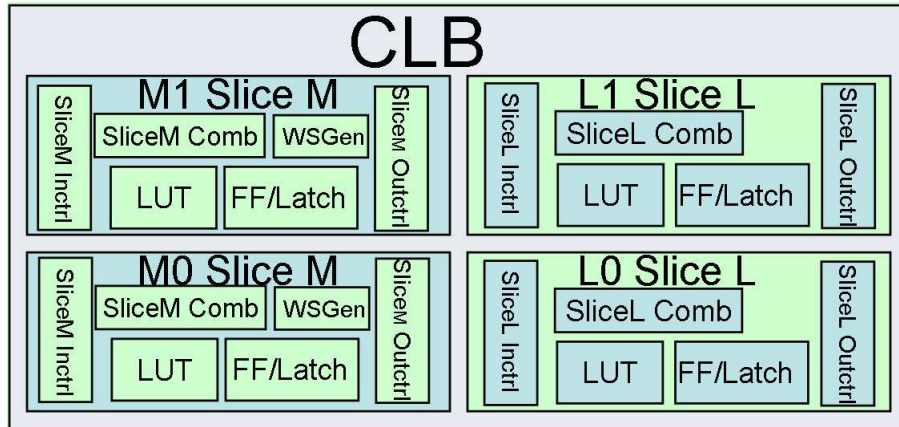 CLB
M1 Slice M
SliceM Inctrl
SliceM Comb
WSGen
LUT
FF/Latch
SliceM Outctrl
L1 Slice L
SliceL Inctrl
SliceL Comb
LUT
FF/Latch
SliceL Outctrl
M0 Slice M
SliceM Inctrl
SliceM Comb
WSGen
LUT
FF/Latch
SliceM Outctrl
L0 Slice L
SliceL Inctrl
SliceL Comb
LUT
FF/Latch
SliceL Outctrl